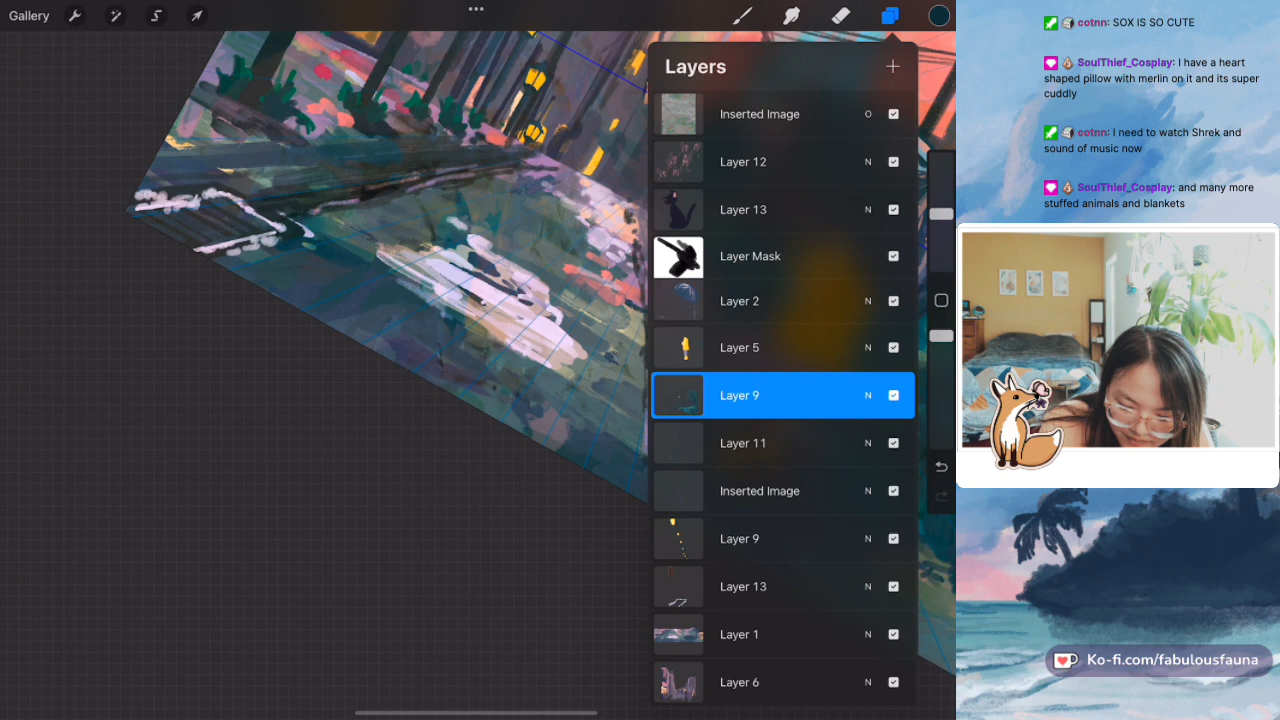 Gallery
Layers
Inserted Image O
Layer 12 N
Layer 13 N
Layer Mask
Layer 2 N
Layer 5 N
Layer 9 N
Layer 11 N
Inserted Image N
Layer 9 N
Layer 13 N
Layer 1 N
Layer 6 N
cotnn: SOX IS SO CUTE
SoulThief_Cosplay: I have a heart
shaped pillow with merlin on it and its super
cuddly
cotnn: I need to watch Shrek and
sound of music now
SoulThief_Cosplay: and many more
stuffed animals and blankets
Ko-fi.com/fabulousfauna